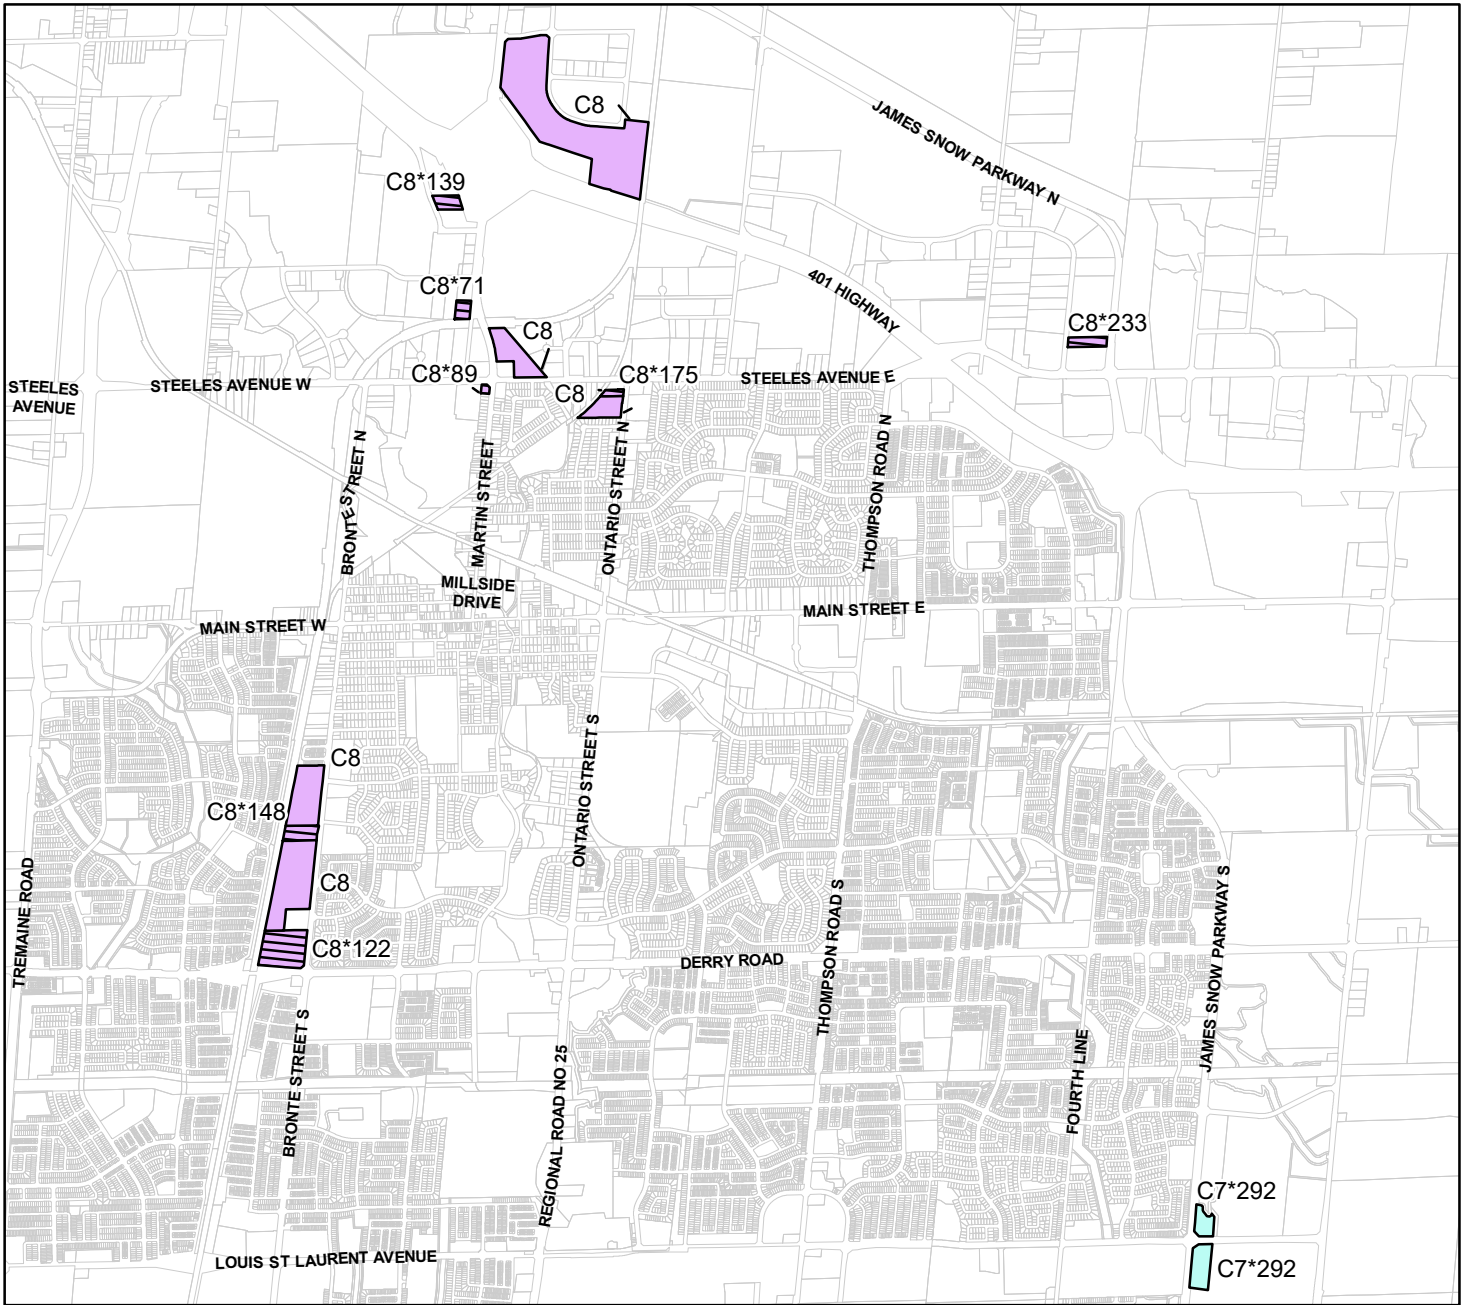 C8
JAMES SNOW PARKWAY N
C8*139
C8*71
401 HIGHWAY
C8*233
C8
C8*89
C8*175
C8
STEELES
AVENUE
STEELES AVENUE W
STEELES AVENUE E
BRONTE STREET N
MARTIN STREET
ONTARIO STREET N
THOMPSON ROAD N
MILLSIDE
DRIVE
MAIN STREET E
MAIN STREET W
C8
C8*148
ONTARIO STREET S
C8
C8*122
TREMAINE ROAD
DERRY ROAD
THOMPSON ROAD S
JAMES SNOW PARKWAY S
BRONTE STREET S
REGIONAL ROAD NO 25
FOURTH LINE
C7*292
LOUIS ST LAURENT AVENUE
C7*292